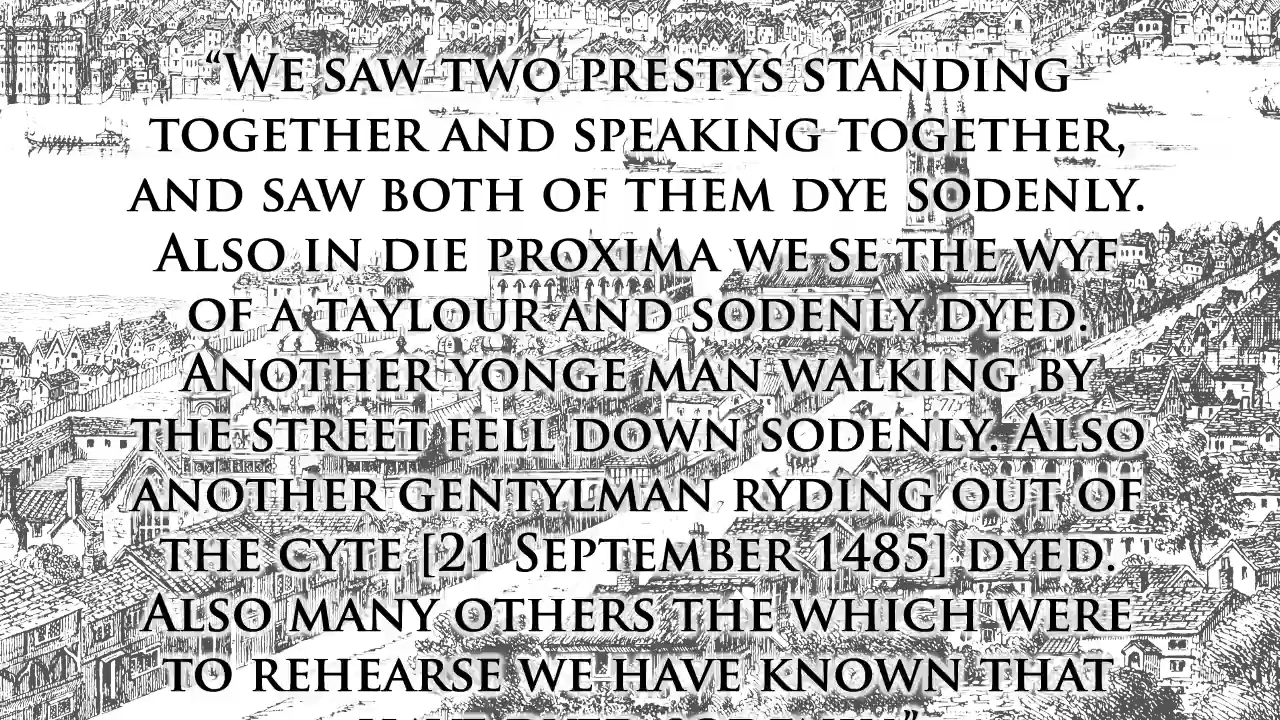 “We saw two prestys standing
together and speaking together,
and saw both of them dye sodenly.
Also in die proxima we se the wyf
of a taylour and sodenly dyed.
Another yonge man walking by
the street fell down sodenly. Also
another gentylman ryding out of
the cyte [21 September 1485] dyed.
Also many others the which were
to rehearse we have known that